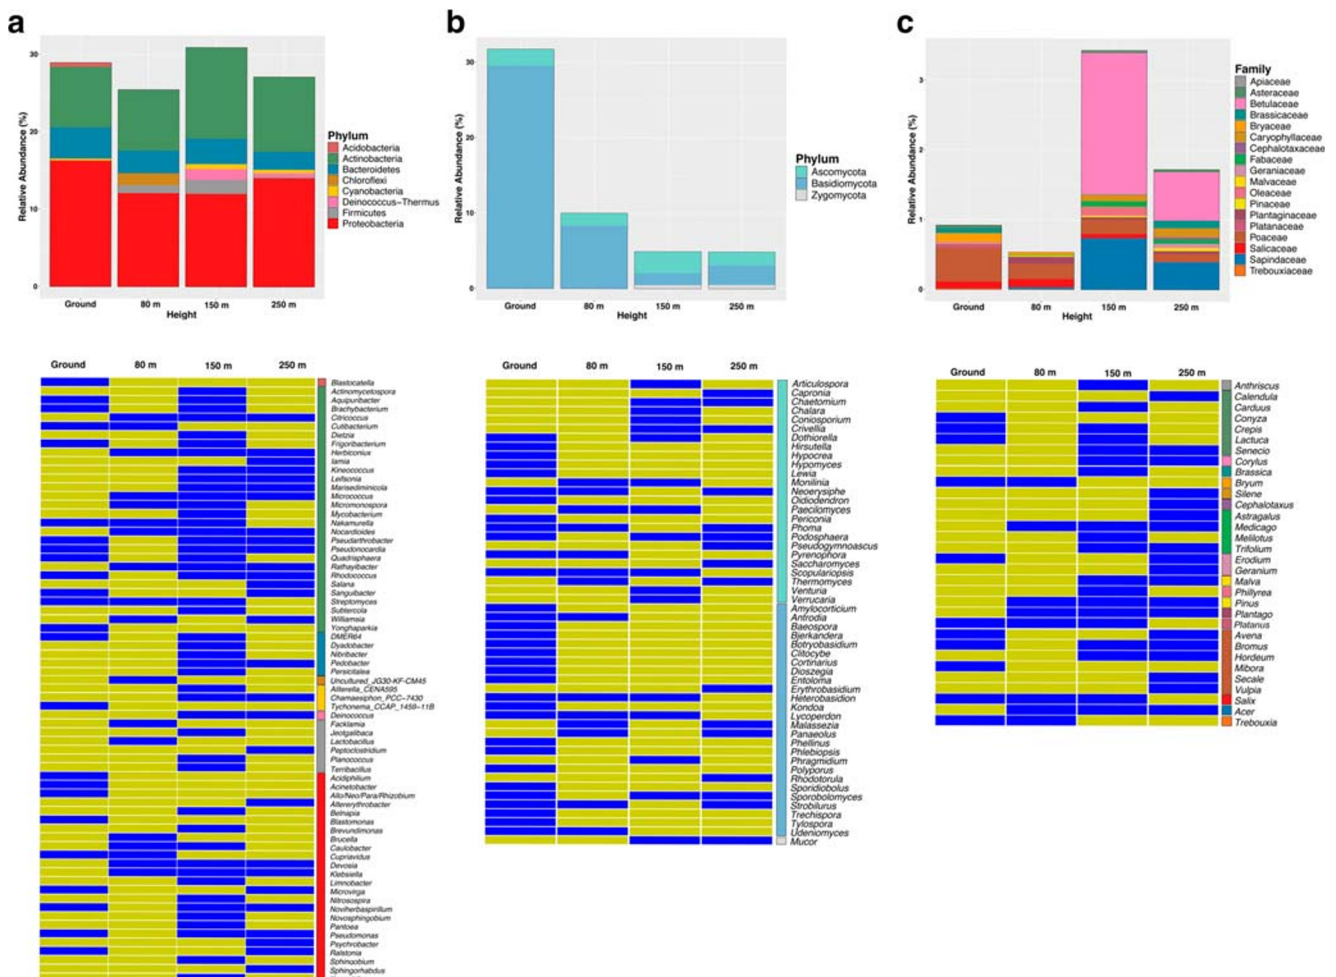 a
30
20
10
0
Relative Abundance (%)
Ground
80 m
150 m
250 m
Height
Phylum
Acidobacteria
Actinobacteria
Bacteroidetes
Chloroflexi
Cyanobacteria
Deinococcus-Thermus
Firmicutes
Proteobacteria
b
30
20
10
0
Relative Abundance (%)
Ground
80 m
150 m
250 m
Height
Phylum
Ascomycota
Basidiomycota
Zygomycota
c
3
2
1
0
Relative Abundance (%)
Ground
80 m
150 m
250 m
Height
Family
Apiaceae
Asteraceae
Betulaceae
Brassicaceae
Bryaceae
Caryophyllaceae
Cephalotaxaceae
Fabaceae
Geraniaceae
Malvaceae
Oleaceae
Pinaceae
Plantaginaceae
Platanaceae
Poaceae
Salicaceae
Sapindaceae
Trebouxiaceae
Ground 80 m 150 m 250 m
Blastocatella
Actinomycetospora
Aquipuribacter
Brachybacterium
Citricoccus
Cutibacterium
Dietzia
Frigoribacterium
Herbiconiux
Iamia
Kineococcus
Leifsonia
Marisediminicola
Micrococcus
Micromonospora
Mycobacterium
Nakamurella
Nocardioides
Pseudarthrobacter
Pseudonocardia
Quadrisphaera
Rathayibacter
Rhodococcus
Salana
Sanguibacter
Streptomyces
Subtercola
Williamsia
Yonghaparkia
DMER64
Dyadobacter
Nibribacter
Pedobacter
Persicitalea
Uncultured_JG30-KF-CM45
Aliterella_CENA595
Chamaesiphon_PCC-7430
Tychonema_CCAP_1459-11B
Deinococcus
Facklamia
Jeotgalibaca
Lactobacillus
Peptoclostridium
Planococcus
Terribacillus
Acidiphilium
Acinetobacter
Allo/Neo/Para/Rhizobium
Altererythrobacter
Belnapia
Blastomonas
Brevundimonas
Brucella
Caulobacter
Cupriavidus
Devosia
Klebsiella
Limnobacter
Microvirga
Nitrosospira
Noviherbaspirillum
Novosphingobium
Pantoea
Pseudomonas
Psychrobacter
Ralstonia
Sphingobium
Sphingorhabdus
Ground 80 m 150 m 250 m
Articulospora
Capronia
Chaetomium
Chalara
Coniosporium
Crivellia
Dothiorella
Hirsutella
Hypocrea
Hypomyces
Lewia
Monilinia
Neoerysiphe
Oidiodendron
Paecilomyces
Periconia
Phoma
Podosphaera
Pseudogymnoascus
Pyrenophora
Saccharomyces
Scopulariopsis
Thermomyces
Venturia
Verrucaria
Amylocorticium
Antrodia
Baeospora
Bjerkandera
Botryobasidium
Clitocybe
Cortinarius
Dioszegia
Entoloma
Erythrobasidium
Heterobasidion
Kondoa
Lycoperdon
Malassezia
Panaeolus
Phellinus
Phlebiopsis
Phragmidium
Polyporus
Rhodotorula
Sporidiobolus
Sporobolomyces
Strobilurus
Trechispora
Tylospora
Udeniomyces
Mucor
Ground 80 m 150 m 250 m
Anthriscus
Calendula
Carduus
Conyza
Crepis
Lactuca
Senecio
Corylus
Brassica
Bryum
Silene
Cephalotaxus
Astragalus
Medicago
Melilotus
Trifolium
Erodium
Geranium
Malva
Phillyrea
Pinus
Plantago
Platanus
Avena
Bromus
Hordeum
Mibora
Secale
Vulpia
Salix
Acer
Trebouxia